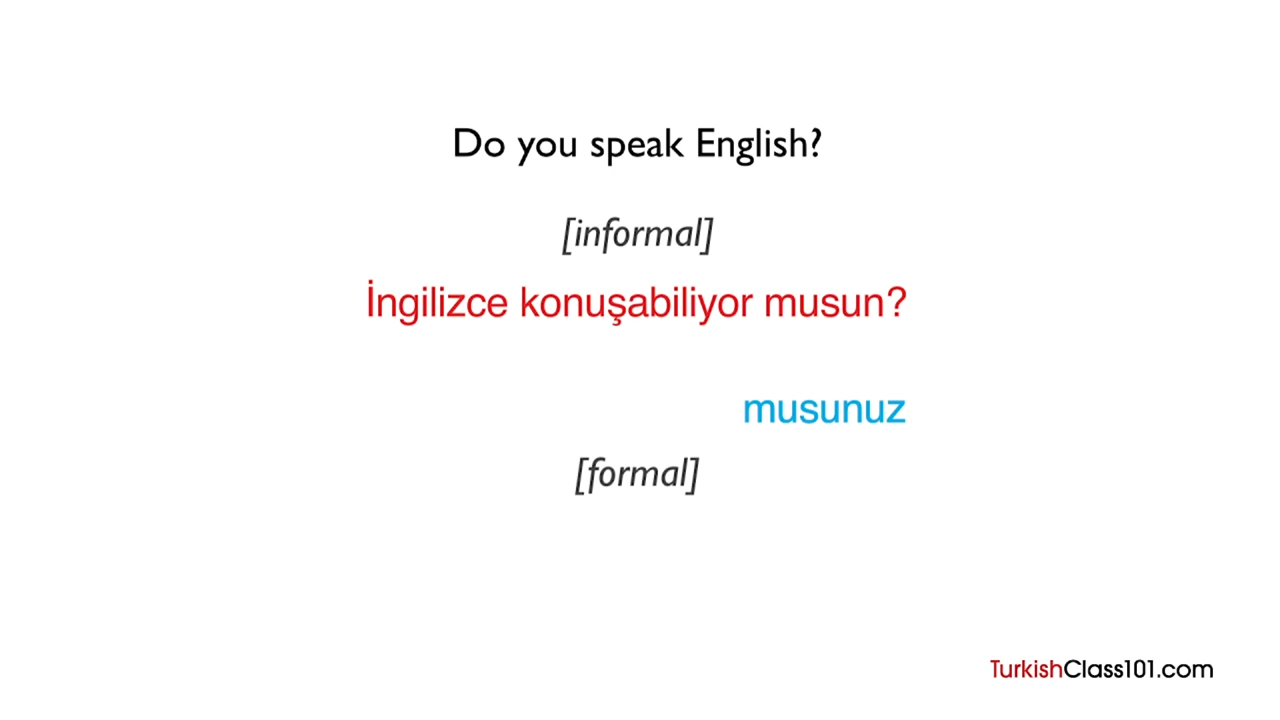 Do you speak English?
[informal]
İngilizce konuşabiliyor musun?
musunuz
[formal]
TurkishClass101.com